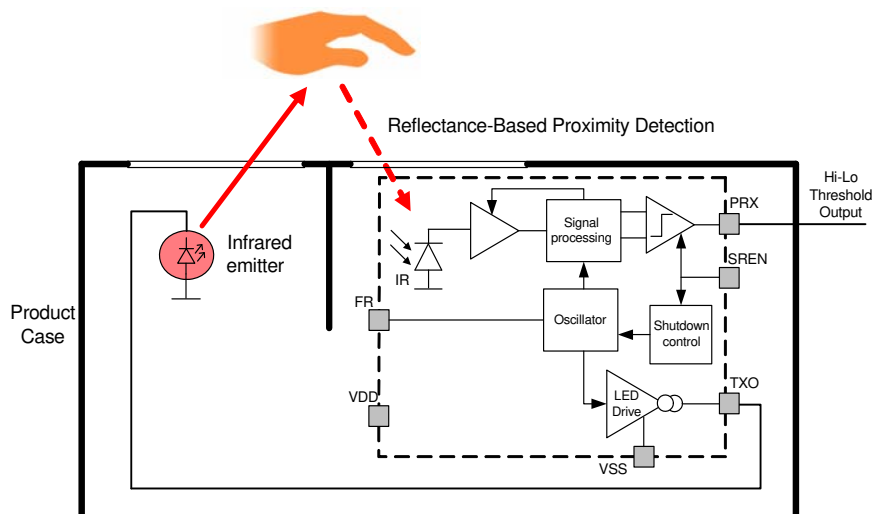 Reflectance-Based Proximity Detection
Hi-Lo
Threshold
Output
PRX
Signal
processing
Infrared
emitter
IR
SREN
FR
Product
Case
Oscillator
Shutdown
control
VDD
LED
Drive
TXO
VSS